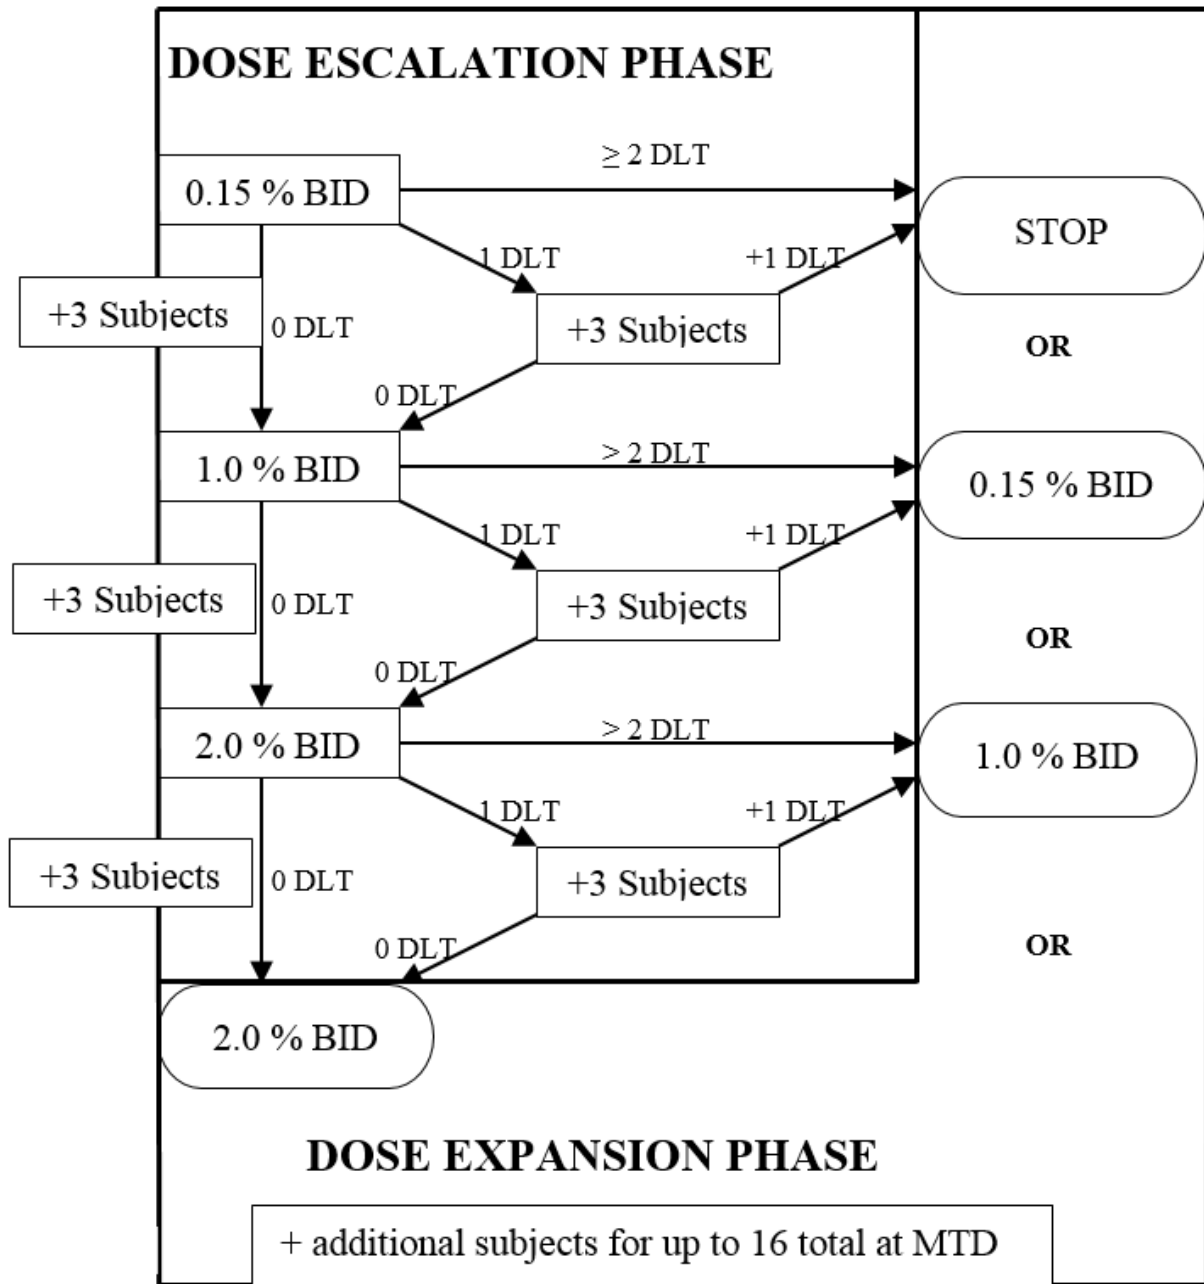 DOSE ESCALATION PHASE
≥ 2 DLT
0.15 % BID
STOP
1 DLT
+1 DLT
+3 Subjects
0 DLT
+3 Subjects
OR
0 DLT
1.0 % BID
> 2 DLT
0.15 % BID
1 DLT
+1 DLT
+3 Subjects
0 DLT
+3 Subjects
OR
0 DLT
2.0 % BID
> 2 DLT
1.0 % BID
1 DLT
+1 DLT
+3 Subjects
0 DLT
+3 Subjects
OR
0 DLT
2.0 % BID
DOSE EXPANSION PHASE
+ additional subjects for up to 16 total at MTD